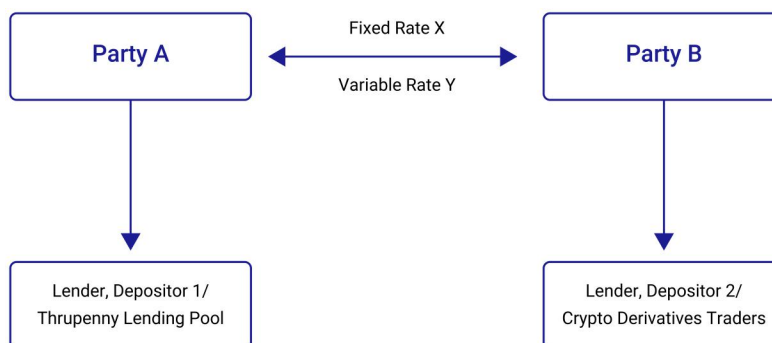 Party A
Fixed Rate X
Variable Rate Y
Party B
Lender, Depositor 1/
Thrupenny Lending Pool
Lender, Depositor 2/
Crypto Derivatives Traders